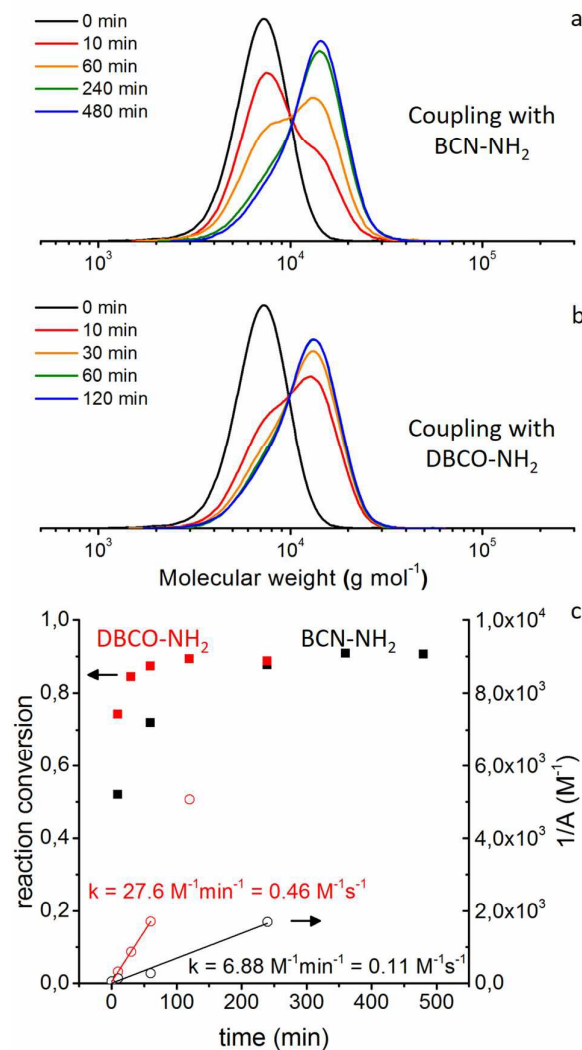 a
0 min
10 min
60 min
240 min
480 min
Coupling with
BCN-NH₂
10³ 10⁴ 10⁵
b
0 min
10 min
30 min
60 min
120 min
Coupling with
DBCO-NH₂
10³ 10⁴ 10⁵
Molecular weight (g mol⁻¹)
c
1,0 1,0x10⁴
DBCO-NH₂ BCN-NH₂
0,8 8,0x10³
0,6 6,0x10³
0,4 4,0x10³
k = 27.6 M⁻¹min⁻¹ = 0.46 M⁻¹s⁻¹
0,2 2,0x10³
k = 6.88 M⁻¹min⁻¹ = 0.11 M⁻¹s⁻¹
0,0 0,0
reaction conversion
1/A (M⁻¹)
0 100 200 300 400 500
time (min)